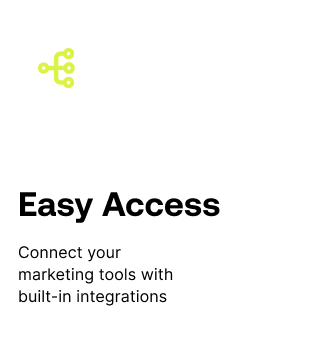 Easy Access
Connect your
marketing tools with
built-in integrations